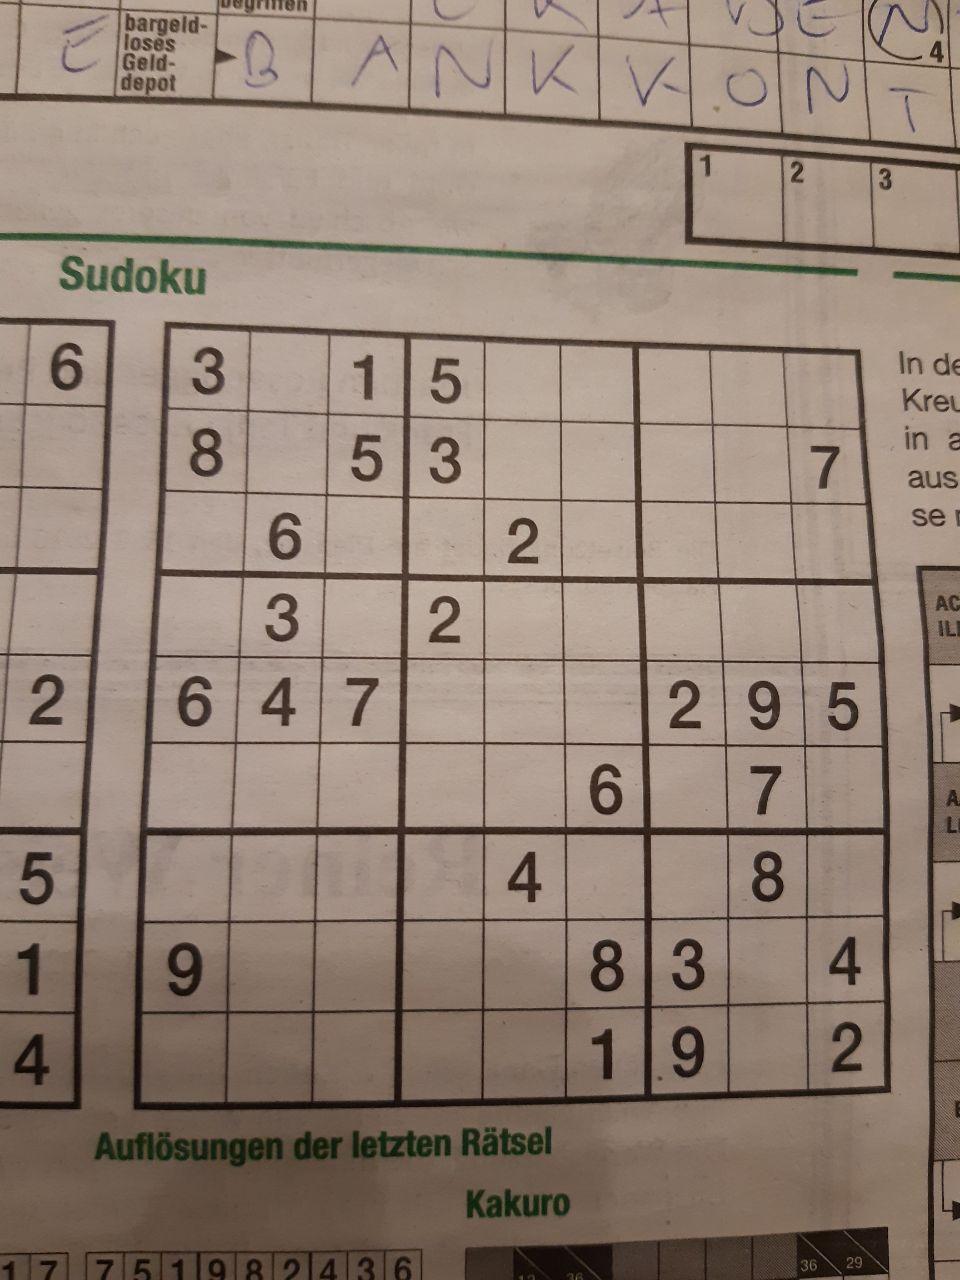 begriffen
E bargeld-
loses
Geld-
depot B A N K K O N T
4
1 2 3
Sudoku
6 3 1 5
8 5 3 7
6 2
3 2
2 6 4 7 2 9 5
6 7
5 4 8
1 9 8 3 4
4 1 9 2
In de
Kreu
in a
aus
se
AC
Auflösungen der letzten Rätsel
Kakuro
1 7 7 5 1 9 8 2 4 3 6
36 29